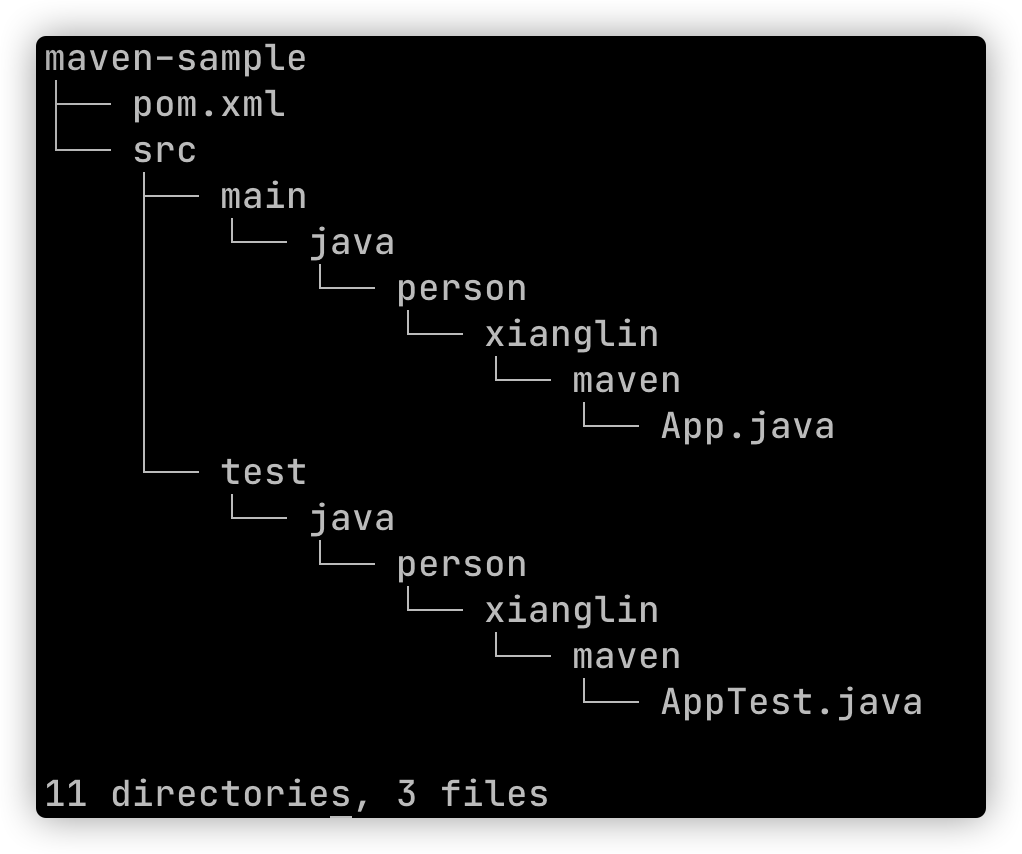 maven-sample
├── pom.xml
└── src
    ├── main
    │   └── java
    │       └── person
    │           └── xianglin
    │               └── maven
    │                   └── App.java
    └── test
        └── java
            └── person
                └── xianglin
                    └── maven
                        └── AppTest.java
11 directories, 3 files